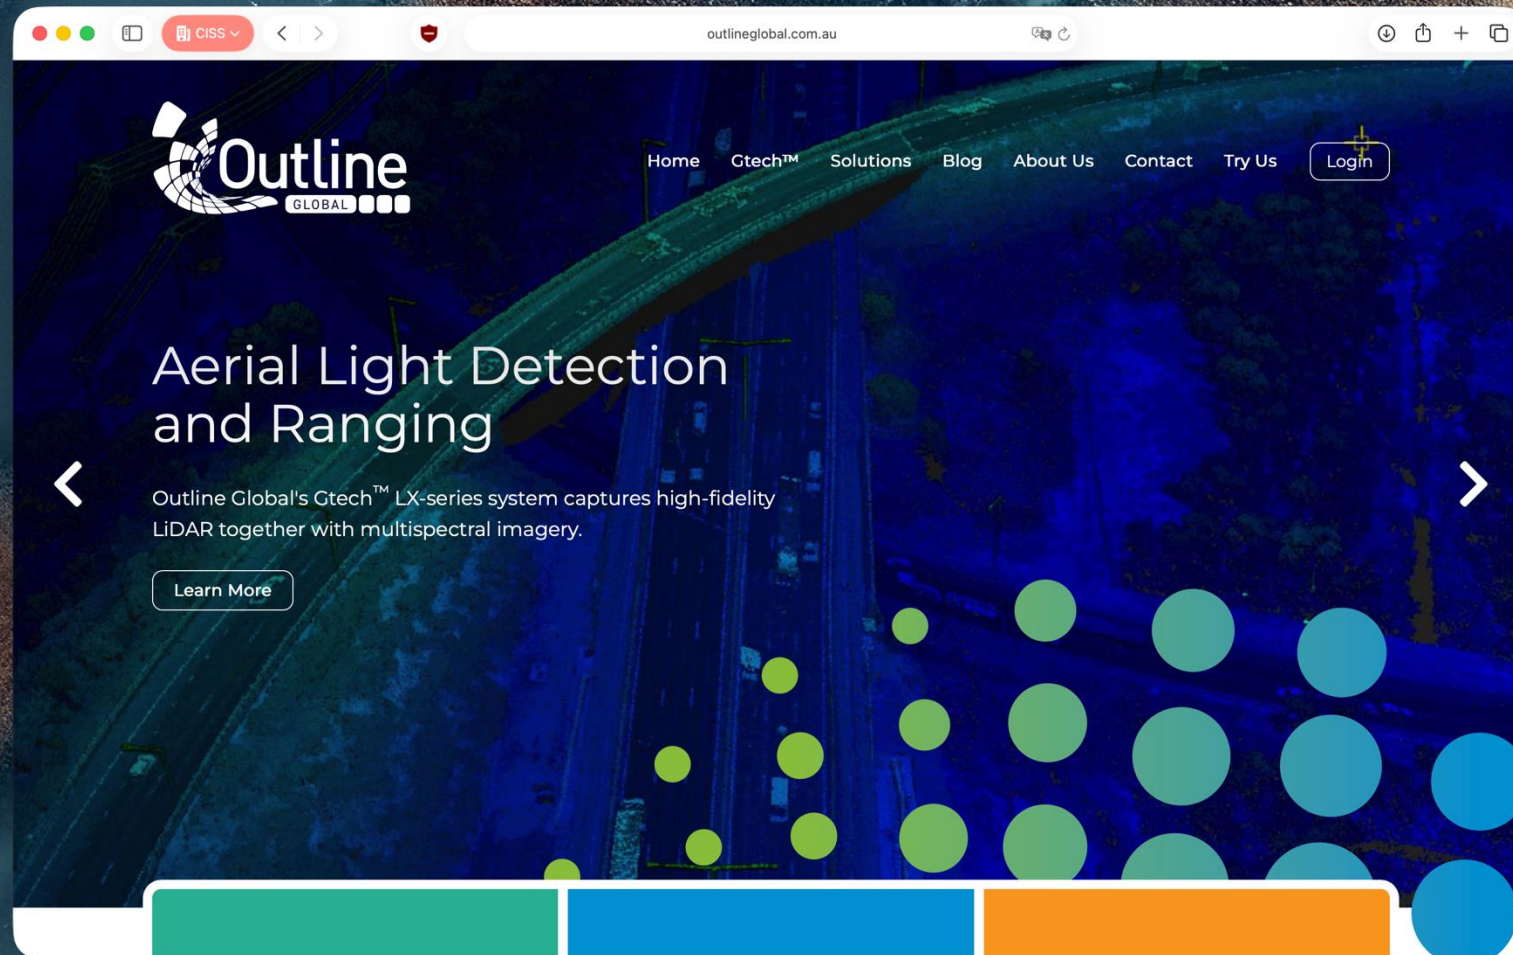 CISS
outlineglobal.com.au
Outline
GLOBAL
Home Gtech™ Solutions Blog About Us Contact Try Us Login
Aerial Light Detection
and Ranging
Outline Global's Gtech™ LX-series system captures high-fidelity
LiDAR together with multispectral imagery.
Learn More